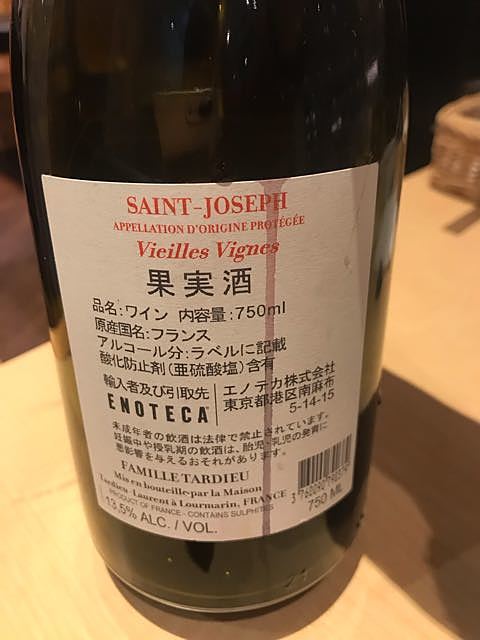 SAINT-JOSEPH
APPELLATION D'ORIGINE PROTÉGÉE
Vieilles Vignes
果実酒
品名:ワイン 内容量:750ml
原産国名:フランス
アルコール分:ラベルに記載
酸化防止剤(亜硫酸塩)含有
輸入者及び引取先 エノテカ株式会社
ENOTECA 東京都港区南麻布
5-14-15
未成年者の飲酒は法律で禁止されています。
妊娠中や授乳期の飲酒は、胎児・乳児の発育に
悪影響を与えるおそれがあります。
FAMILLE TARDIEU
Mis en bouteille par la Maison
Tardieu-Laurent à Lourmarin, FRANCE
PRODUCT OF FRANCE - CONTAINS SULPHITES
13,5% ALC. / VOL.
750 ML